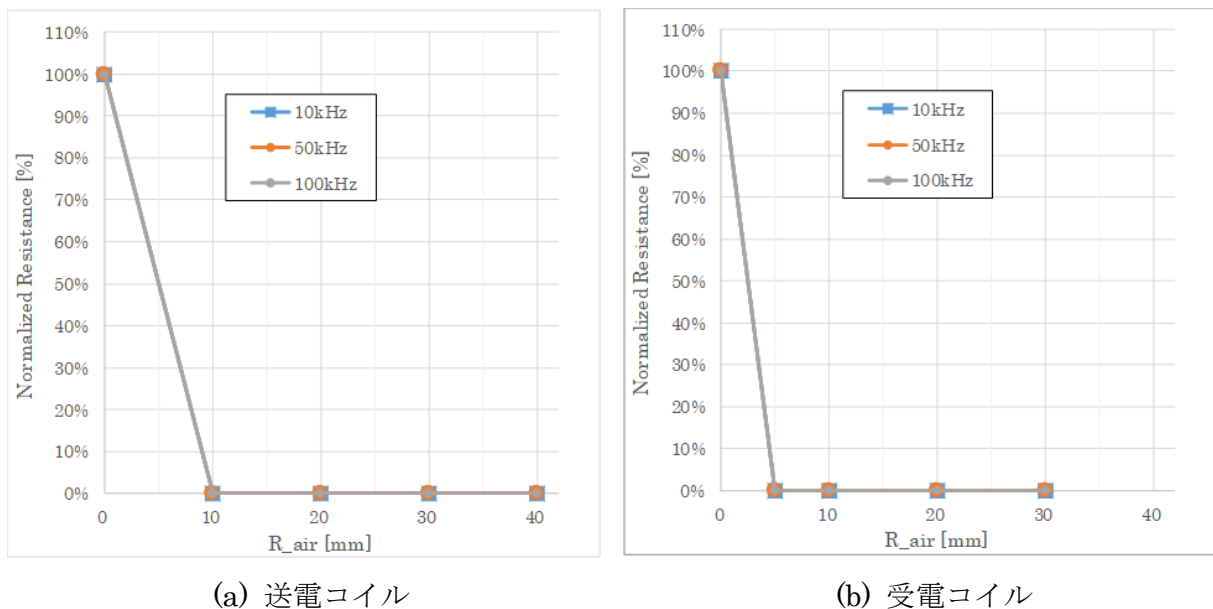 110%
100%
90%
80%
70%
60%
50%
40%
30%
20%
10%
0%
Normalized Resistance [%]
10kHz
50kHz
100kHz
0 10 20 30 40
R_air [mm]
(a) 送電コイル
110%
100%
90%
80%
70%
60%
50%
40%
30%
20%
10%
0%
Normalized Resistance [%]
10kHz
50kHz
100kHz
0 10 20 30 40
R_air [mm]
(b) 受電コイル